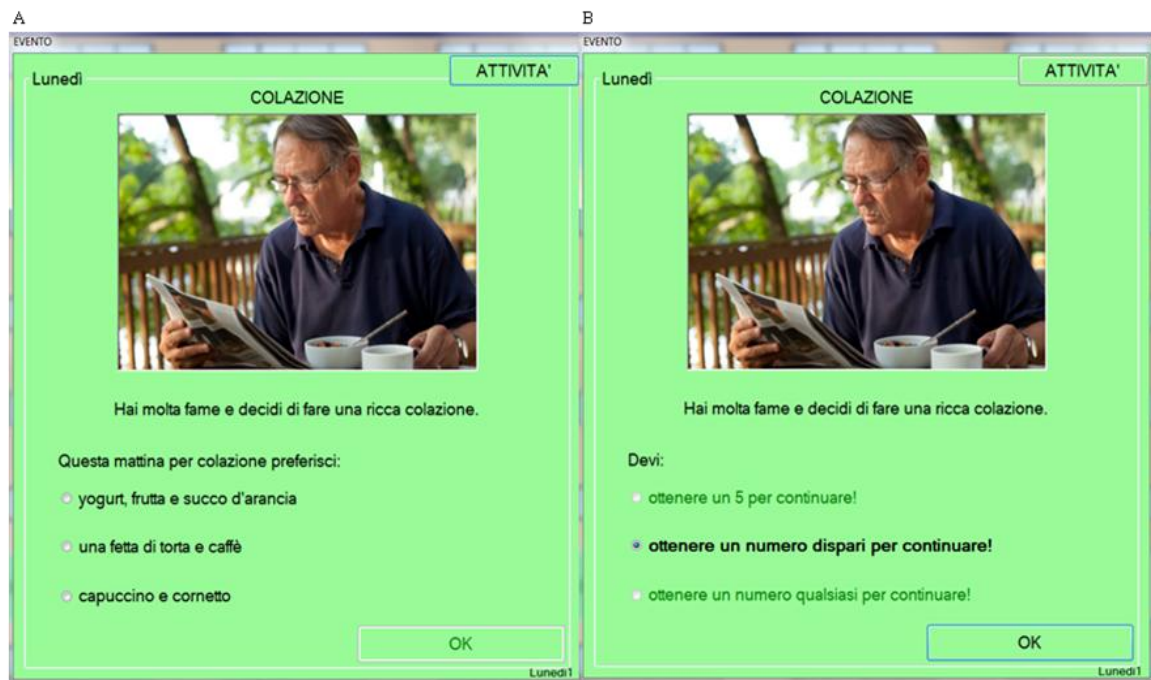 A
EVENTO
Lunedì
ATTIVITA'
COLAZIONE
Hai molta fame e decidi di fare una ricca colazione.
Questa mattina per colazione preferisci:
yogurt, frutta e succo d'arancia
una fetta di torta e caffè
capuccino e cornetto
OK
Lunedì1
B
EVENTO
Lunedì
ATTIVITA'
COLAZIONE
Hai molta fame e decidi di fare una ricca colazione.
Devi:
ottenere un 5 per continuare!
ottenere un numero dispari per continuare!
ottenere un numero qualsiasi per continuare!
OK
Lunedì1